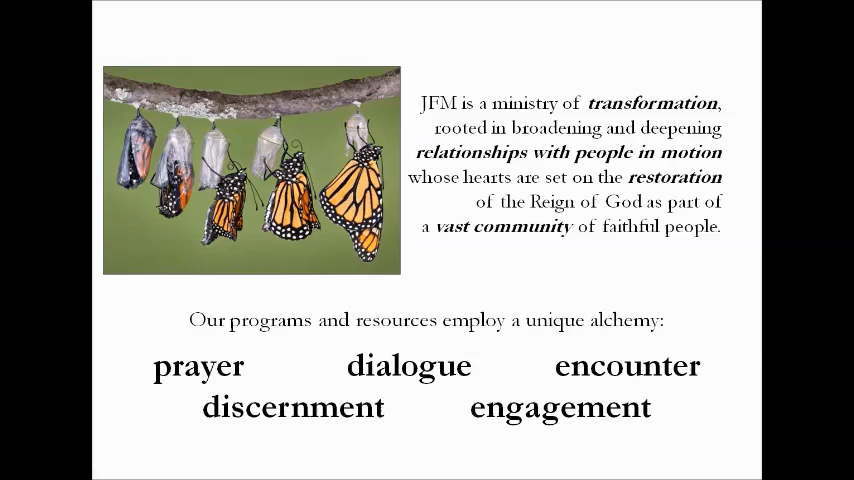 JFM is a ministry of transformation,
rooted in broadening and deepening
relationships with people in motion
whose hearts are set on the restoration
of the Reign of God as part of
a vast community of faithful people.
Our programs and resources employ a unique alchemy:
prayer dialogue encounter
discernment engagement